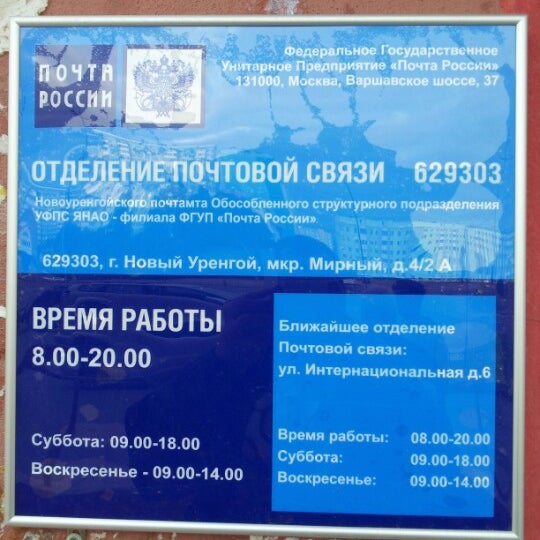 ПОЧТА
РОССИИ
Федеральное Государственное
Унитарное Предприятие «Почта России»
131000, Москва, Варшавское шоссе, 37
ОТДЕЛЕНИЕ ПОЧТОВОЙ СВЯЗИ 629303
Новоуренгойского почтамта Обособленного структурного подразделения
УФПС ЯНАО - филиала ФГУП «Почта России»
629303, г. Новый Уренгой, мкр. Мирный, д.4/2 А
ВРЕМЯ РАБОТЫ
8.00-20.00
Суббота: 09.00-18.00
Воскресенье - 09.00-14.00
Ближайшее отделение
Почтовой связи:
ул. Интернациональная д.6
Время работы: 08.00-20.00
Суббота: 09.00-18.00
Воскресенье: 09.00-14.00